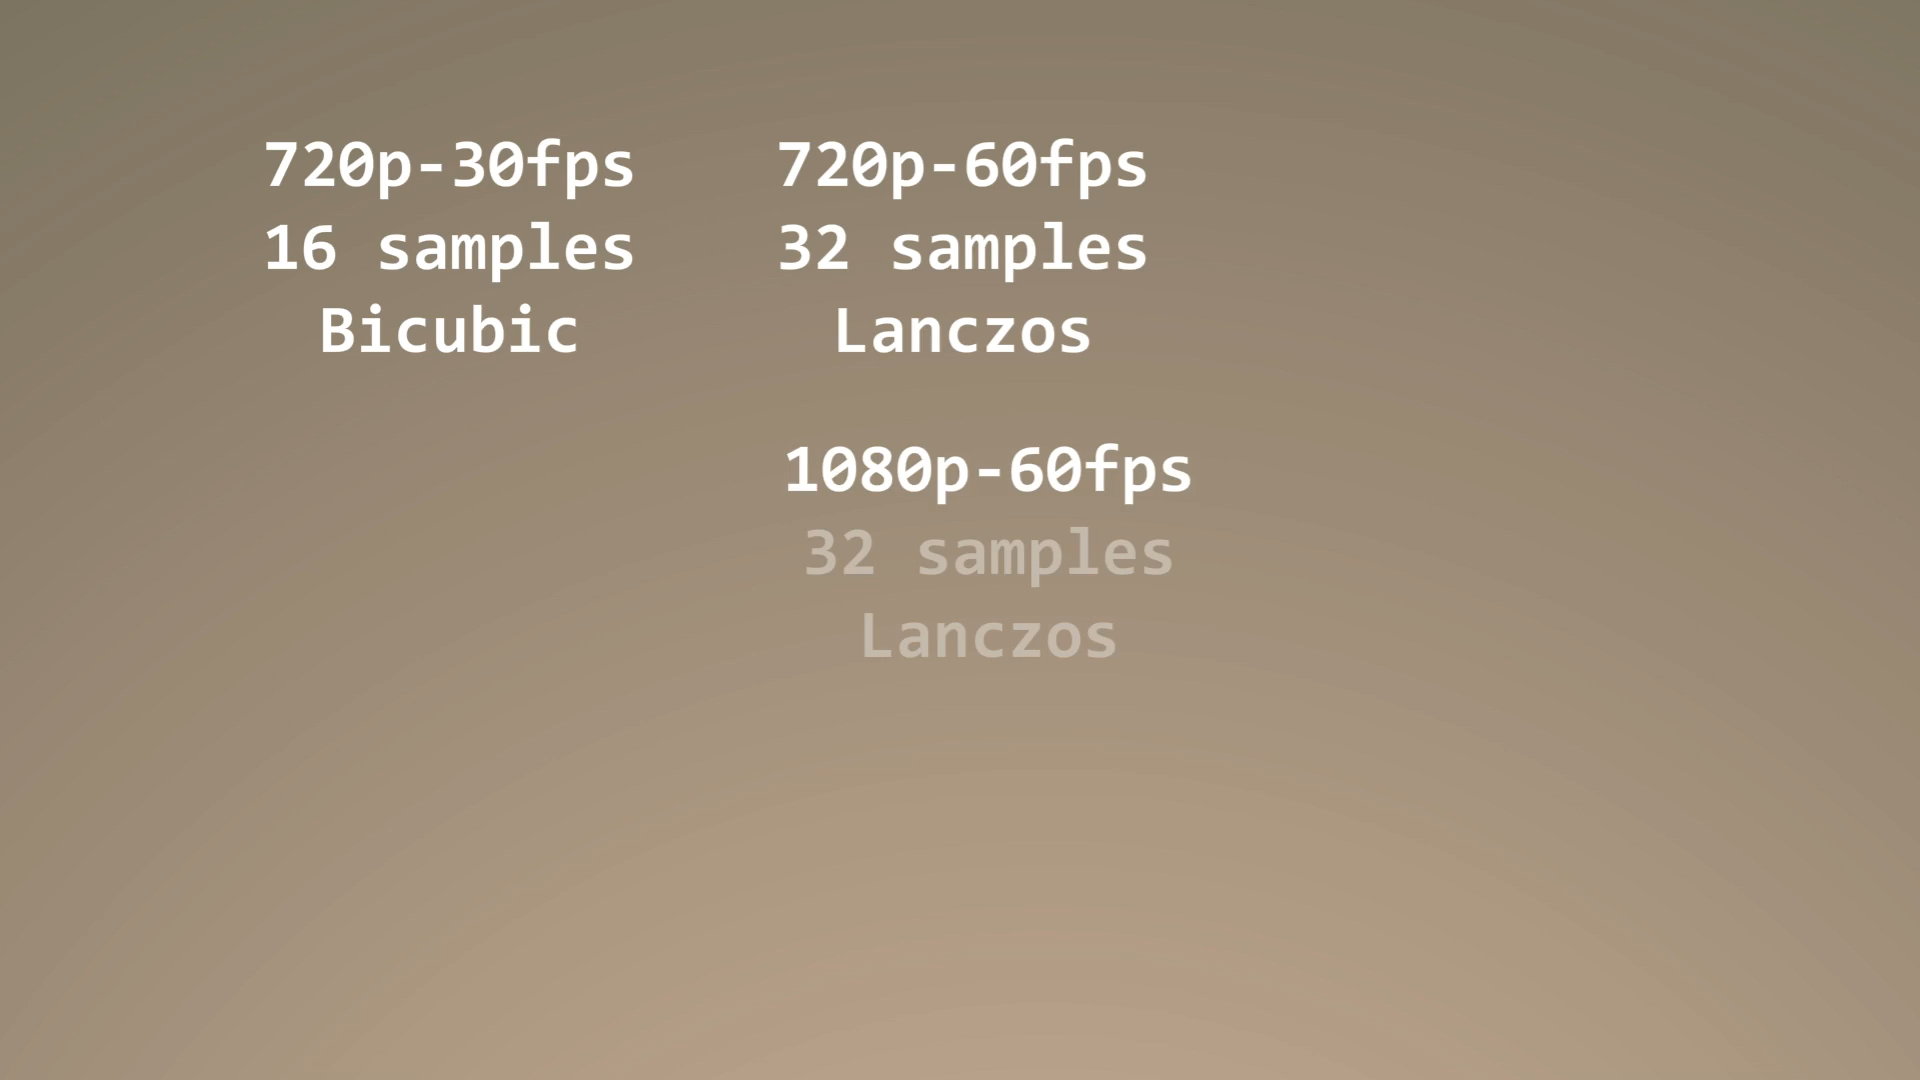 720p-30fps
16 samples
Bicubic
720p-60fps
32 samples
Lanczos
1080p-60fps
32 samples
Lanczos